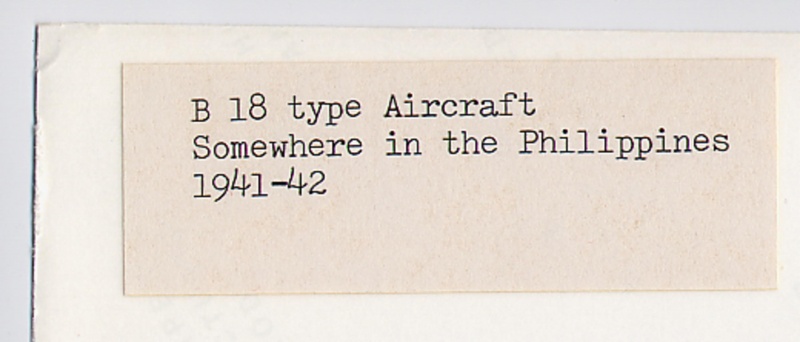 B 18 type Aircraft
Somewhere in the Philippines
1941-42